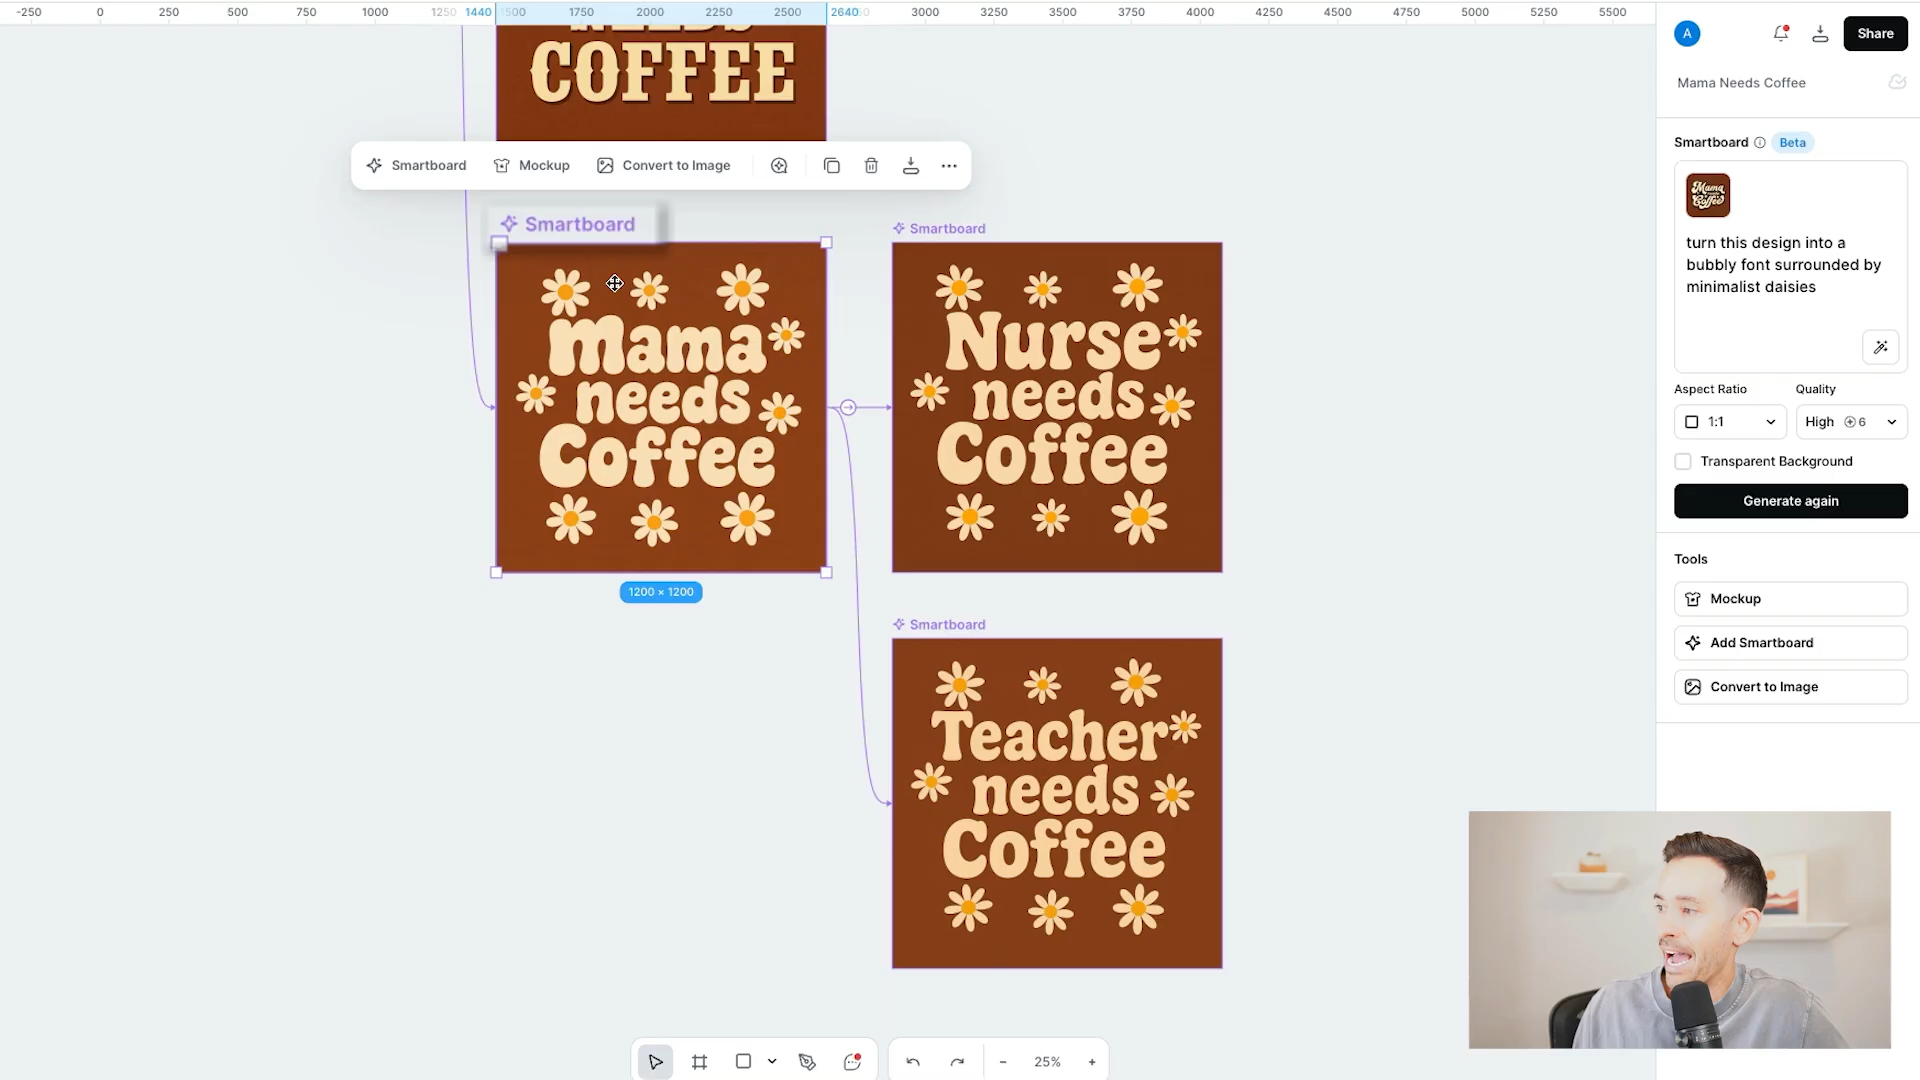 -250 0 250 500 750 1000 1250 1440 1500 1750 2000 2250 2500 2640 3000 3250 3500 3750 4000 4250 4500 4750 5000 5250 5500
COFFEE
Smartboard Mockup Convert to Image
Smartboard
Mama
needs
Coffee
1200 × 1200
Smartboard
Nurse
needs
Coffee
Smartboard
Teacher
needs
Coffee
25%
A
Share
Mama Needs Coffee
Smartboard Beta
Mama
needs
Coffee
turn this design into a
bubbly font surrounded by
minimalist daisies
Aspect Ratio Quality
1:1 High 6
Transparent Background
Generate again
Tools
Mockup
Add Smartboard
Convert to Image